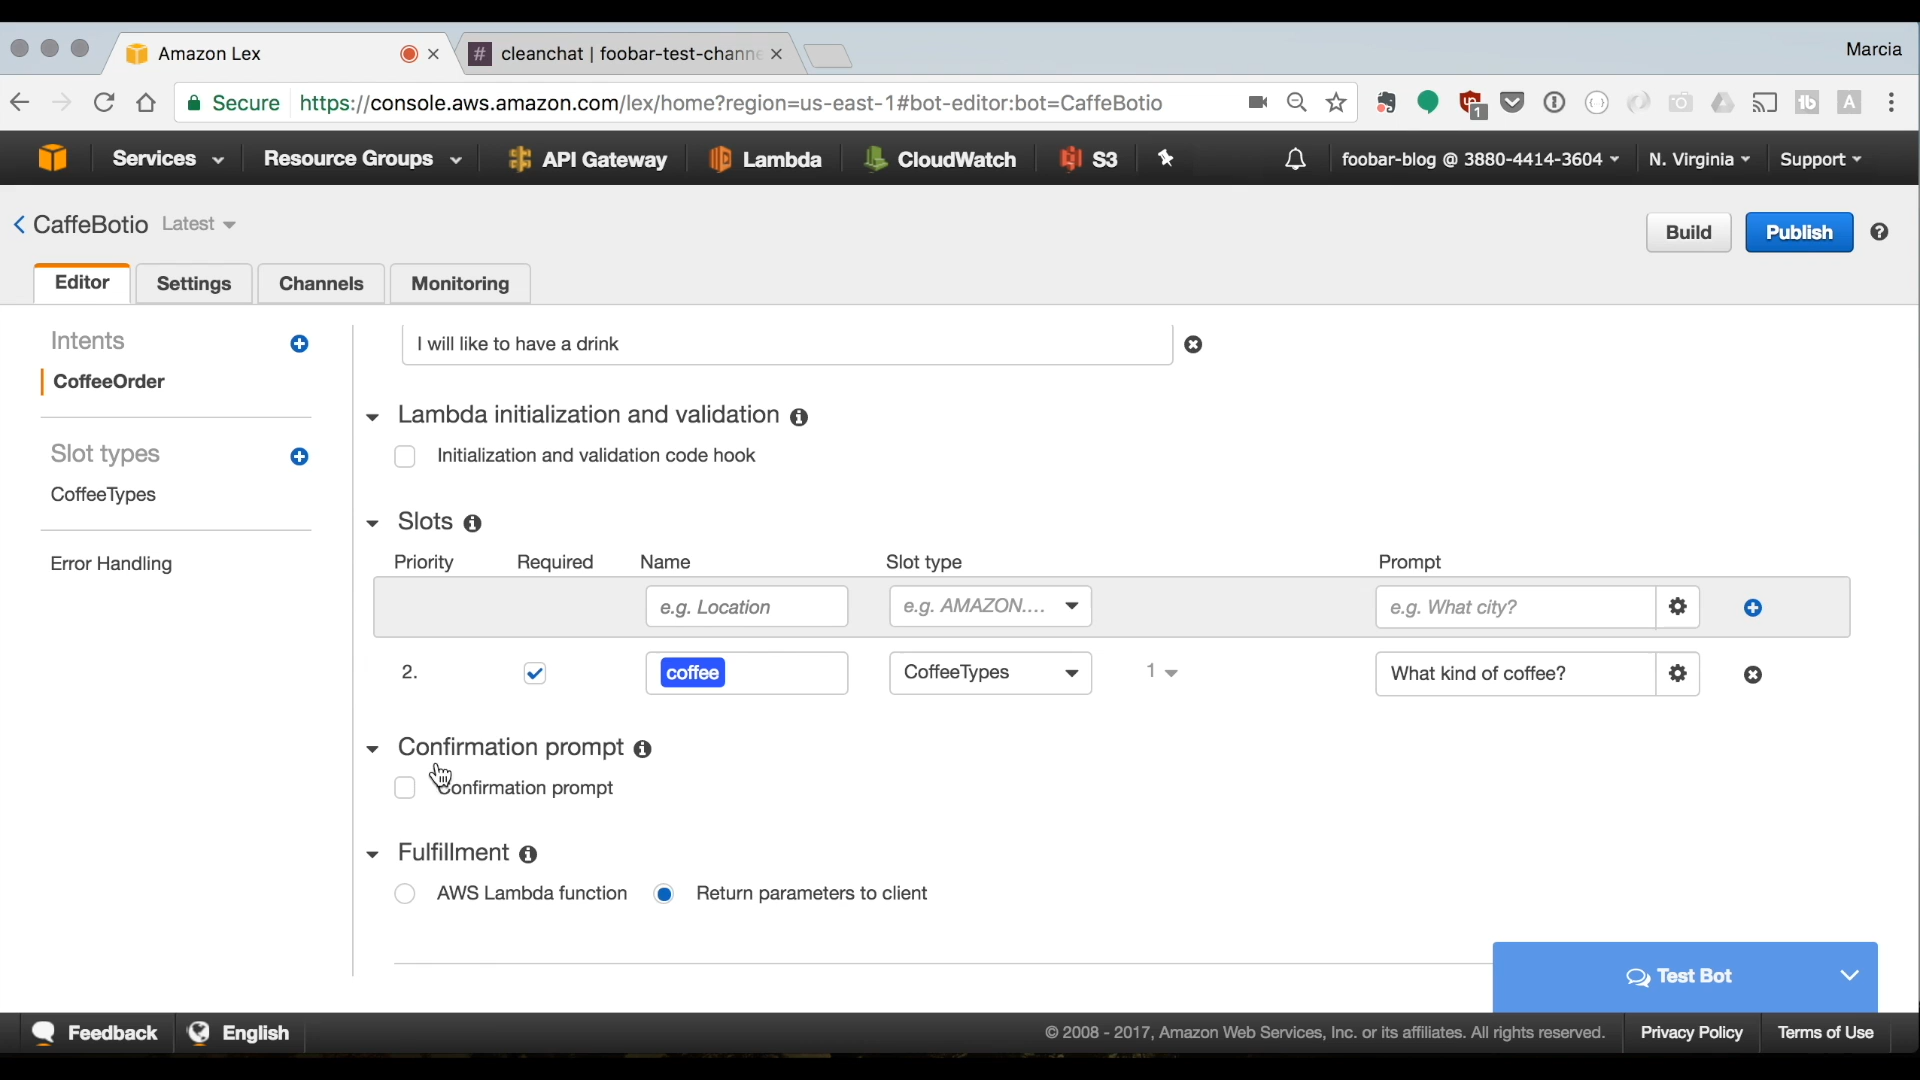 Amazon Lex
# cleanchat | foobar-test-channe
Marcia
Secure https://console.aws.amazon.com/lex/home?region=us-east-1#bot-editor:bot=CaffeBotio
Services Resource Groups API Gateway Lambda CloudWatch S3 foobar-blog @ 3880-4414-3604 N. Virginia Support
CaffeBotio Latest
Build Publish
Editor Settings Channels Monitoring
Intents
CoffeeOrder
Slot types
CoffeeTypes
Error Handling
I will like to have a drink
Lambda initialization and validation
Initialization and validation code hook
Slots
Priority Required Name Slot type Prompt
e.g. Location e.g. AMAZON.... e.g. What city?
2. coffee CoffeeTypes 1 What kind of coffee?
Confirmation prompt
Confirmation prompt
Fulfillment
AWS Lambda function Return parameters to client
Test Bot
Feedback English © 2008 - 2017, Amazon Web Services, Inc. or its affiliates. All rights reserved. Privacy Policy Terms of Use